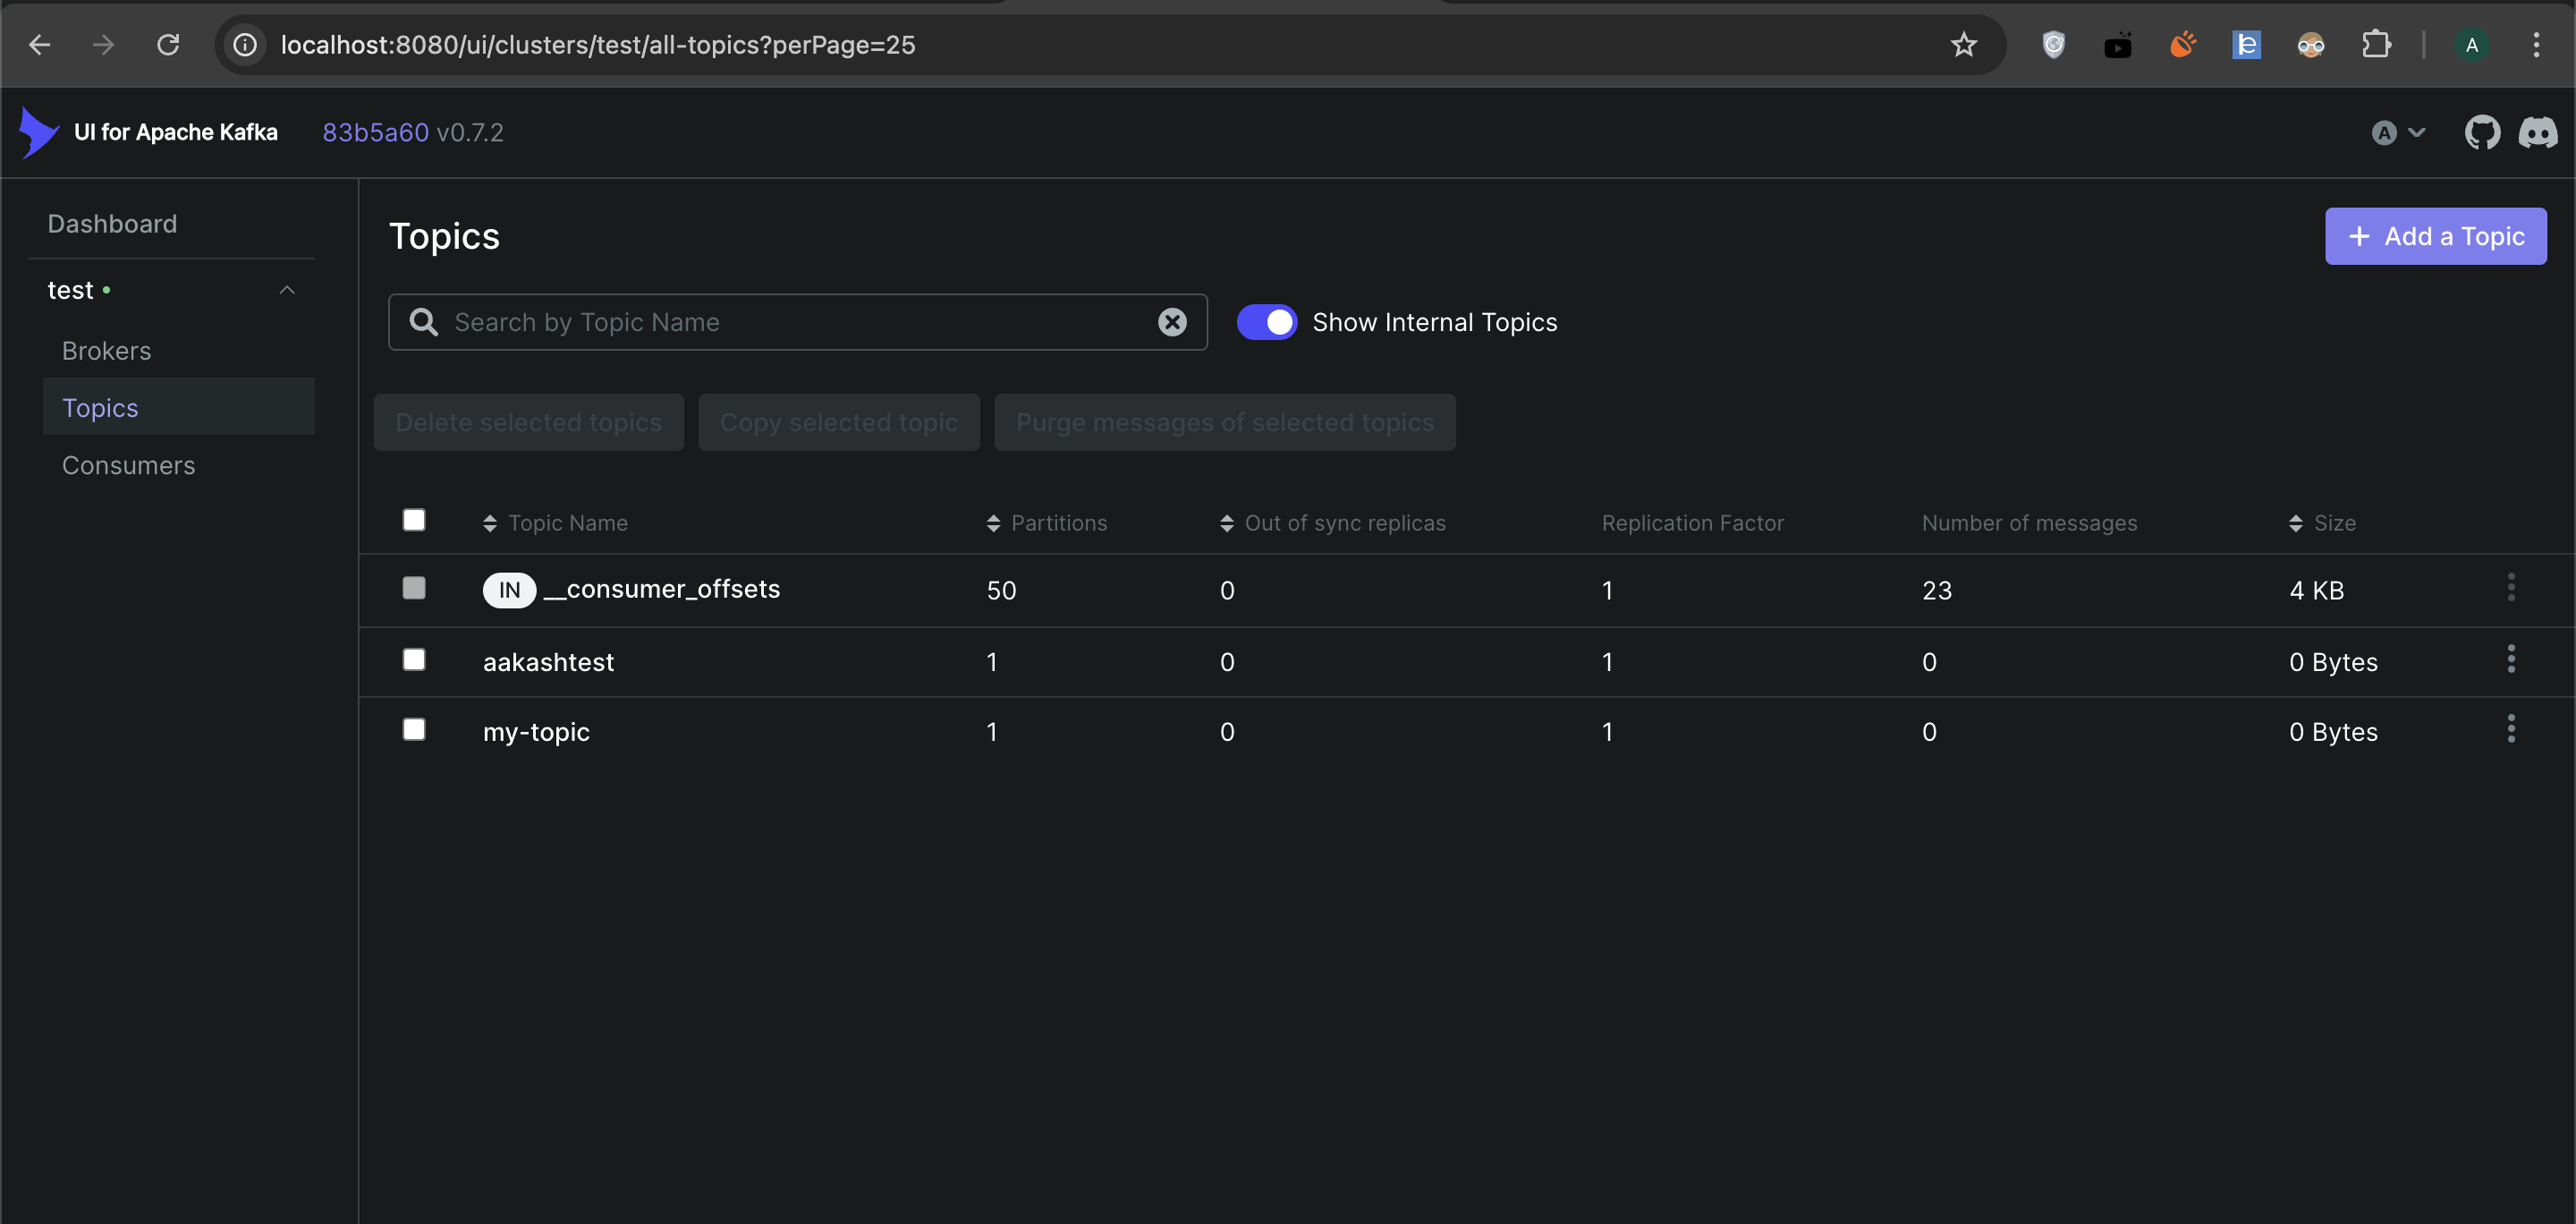 localhost:8080/ui/clusters/test/all-topics?perPage=25
A
UI for Apache Kafka 83b5a60 v0.7.2
A
Dashboard
test
Brokers
Topics
Consumers
Topics
Add a Topic
Search by Topic Name
Show Internal Topics
Delete selected topics Copy selected topic Purge messages of selected topics
Topic Name Partitions Out of sync replicas Replication Factor Number of messages Size
IN __consumer_offsets 50 0 1 23 4 KB
aakashtest 1 0 1 0 0 Bytes
my-topic 1 0 1 0 0 Bytes